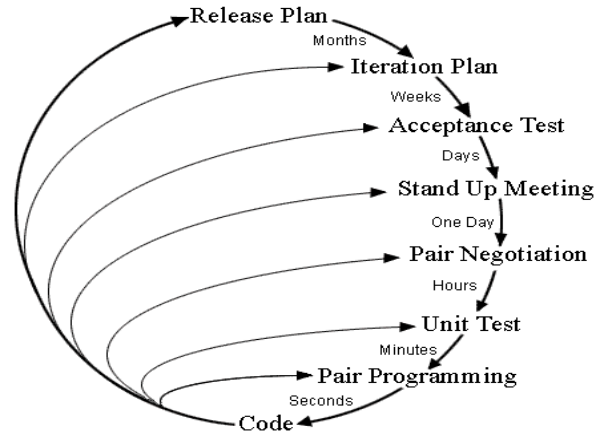 Release Plan
Months
Iteration Plan
Weeks
Acceptance Test
Days
Stand Up Meeting
One Day
Pair Negotiation
Hours
Unit Test
Minutes
Pair Programming
Seconds
Code